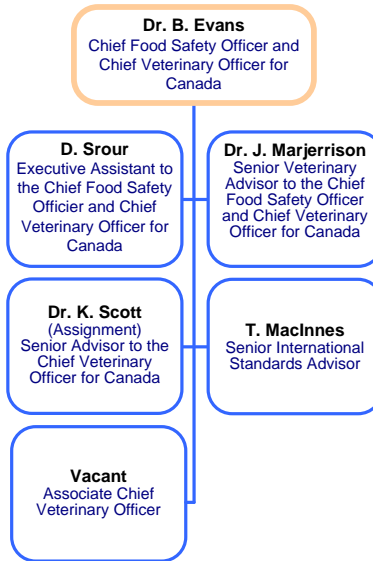 Dr. B. Evans
Chief Food Safety Officer and
Chief Veterinary Officer for
Canada
D. Srour
Executive Assistant to
the Chief Food Safety
Officier and Chief
Veterinary Officer for
Canada
Dr. J. Marjerrison
Senior Veterinary
Advisor to the Chief
Food Safety Officer
and Chief Veterinary
Officer for Canada
Dr. K. Scott
(Assignment)
Senior Advisor to the
Chief Veterinary
Officer for Canada
T. MacInnes
Senior International
Standards Advisor
Vacant
Associate Chief
Veterinary Officer